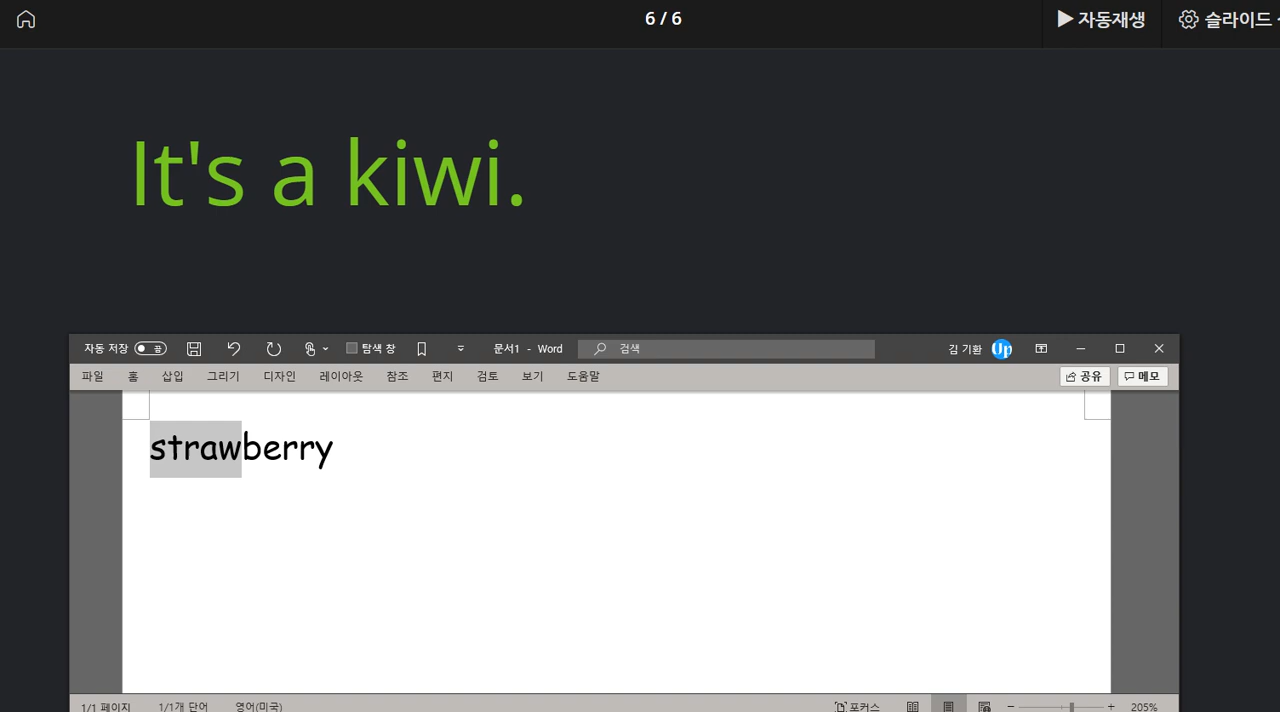 6 / 6
자동재생
슬라이드
It's a kiwi.
자동 저장 끌
탐색 창
문서1 - Word
검색
김 기환
Up
파일 홈 삽입 그리기 디자인 레이아웃 참조 편지 검토 보기 도움말
공유 메모
strawberry
1/1 페이지 1/1개 단어 영어(미국)
포커스
205%